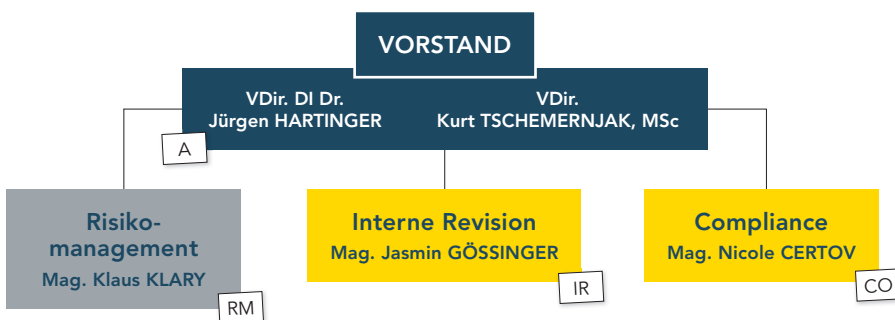 VORSTAND
VDir. DI Dr.
Jürgen HARTINGER
VDir.
Kurt TSCHEMERNJAK, MSc
A
Risiko-
management
Mag. Klaus KLARY
RM
Interne Revision
Mag. Jasmin GÖSSINGER
IR
Compliance
Mag. Nicole CERTOV
CO